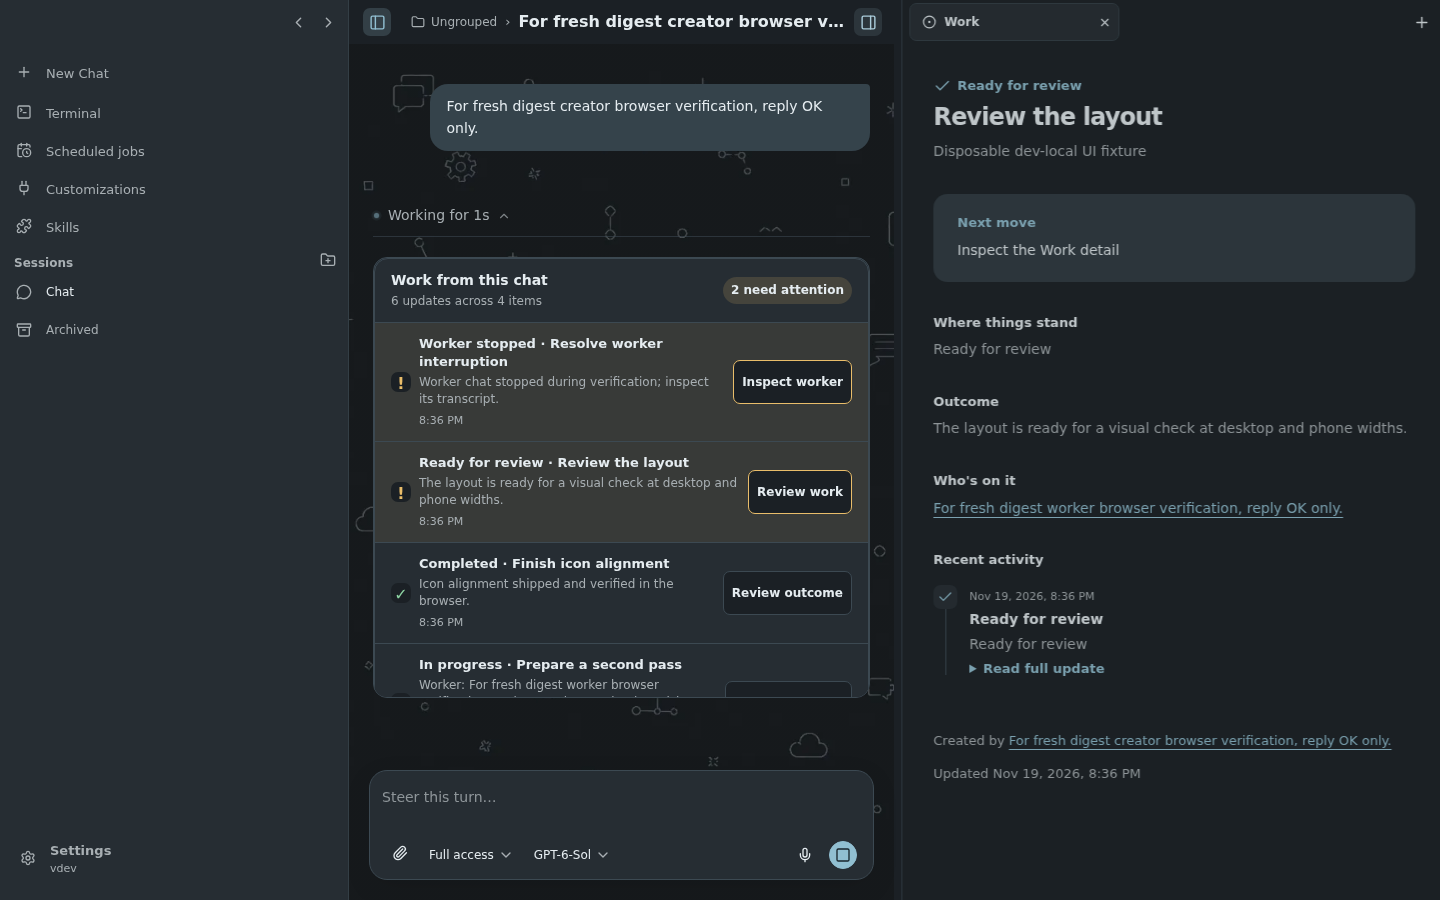 New Chat
Terminal
Scheduled jobs
Customizations
Skills
Sessions
Chat
Archived
Settings
vdev
Ungrouped › For fresh digest creator browser v...
For fresh digest creator browser verification, reply OK
only.
Working for 1s
Work from this chat
6 updates across 4 items
2 need attention
Worker stopped · Resolve worker
interruption
Worker chat stopped during verification; inspect
its transcript.
8:36 PM
Inspect worker
Ready for review · Review the layout
The layout is ready for a visual check at desktop and
phone widths.
8:36 PM
Review work
Completed · Finish icon alignment
Icon alignment shipped and verified in the
browser.
8:36 PM
Review outcome
In progress · Prepare a second pass
Worker: For fresh digest worker browser
Steer this turn...
Full access
GPT-6-Sol
Work
Ready for review
Review the layout
Disposable dev-local UI fixture
Next move
Inspect the Work detail
Where things stand
Ready for review
Outcome
The layout is ready for a visual check at desktop and phone widths.
Who's on it
For fresh digest worker browser verification, reply OK only.
Recent activity
Nov 19, 2026, 8:36 PM
Ready for review
Ready for review
Read full update
Created by For fresh digest creator browser verification, reply OK only.
Updated Nov 19, 2026, 8:36 PM